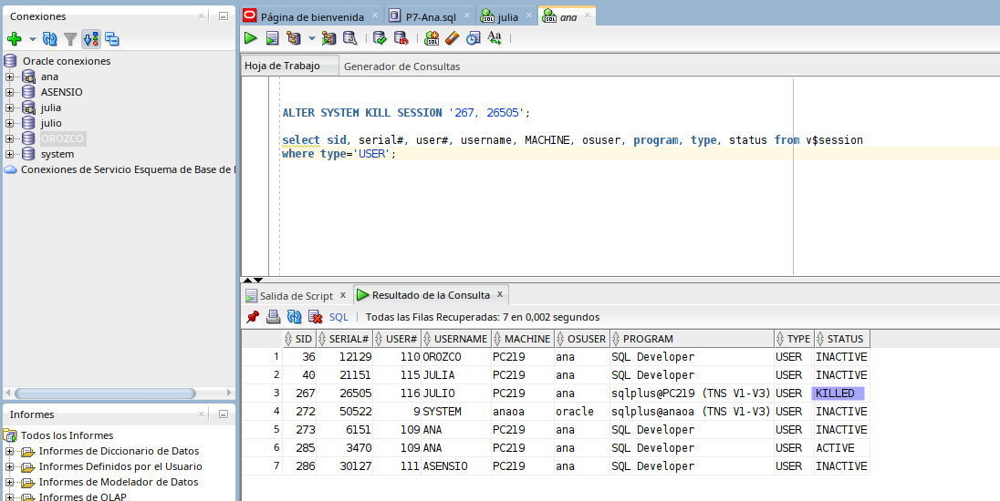 Conexiones
Oracle conexiones
ana
ASENSIO
julia
julio
OROZCO
system
Conexiones de Servicio Esquema de Base de
Informes
Todos los Informes
Informes de Diccionario de Datos
Informes Definidos por el Usuario
Informes de Modelador de Datos
Informes de OLAP
Página de bienvenida P7-Ana.sql julia ana
Hoja de Trabajo Generador de Consultas
ALTER SYSTEM KILL SESSION '267, 26505';
select sid, serial#, user#, username, MACHINE, osuser, program, type, status from v$session
where type='USER';
Salida de Script Resultado de la Consulta
SQL Todas las Filas Recuperadas: 7 en 0,002 segundos
SID SERIAL# USER# USERNAME MACHINE OSUSER PROGRAM TYPE STATUS
1 36 12129 110 OROZCO PC219 ana SQL Developer USER INACTIVE
2 40 21151 115 JULIA PC219 ana SQL Developer USER INACTIVE
3 267 26505 116 JULIO PC219 ana sqlplus@PC219 (TNS V1-V3) USER KILLED
4 272 50522 9 SYSTEM anaoa oracle sqlplus@anaoa (TNS V1-V3) USER INACTIVE
5 273 6151 109 ANA PC219 ana SQL Developer USER INACTIVE
6 285 3470 109 ANA PC219 ana SQL Developer USER ACTIVE
7 286 30127 111 ASENSIO PC219 ana SQL Developer USER INACTIVE